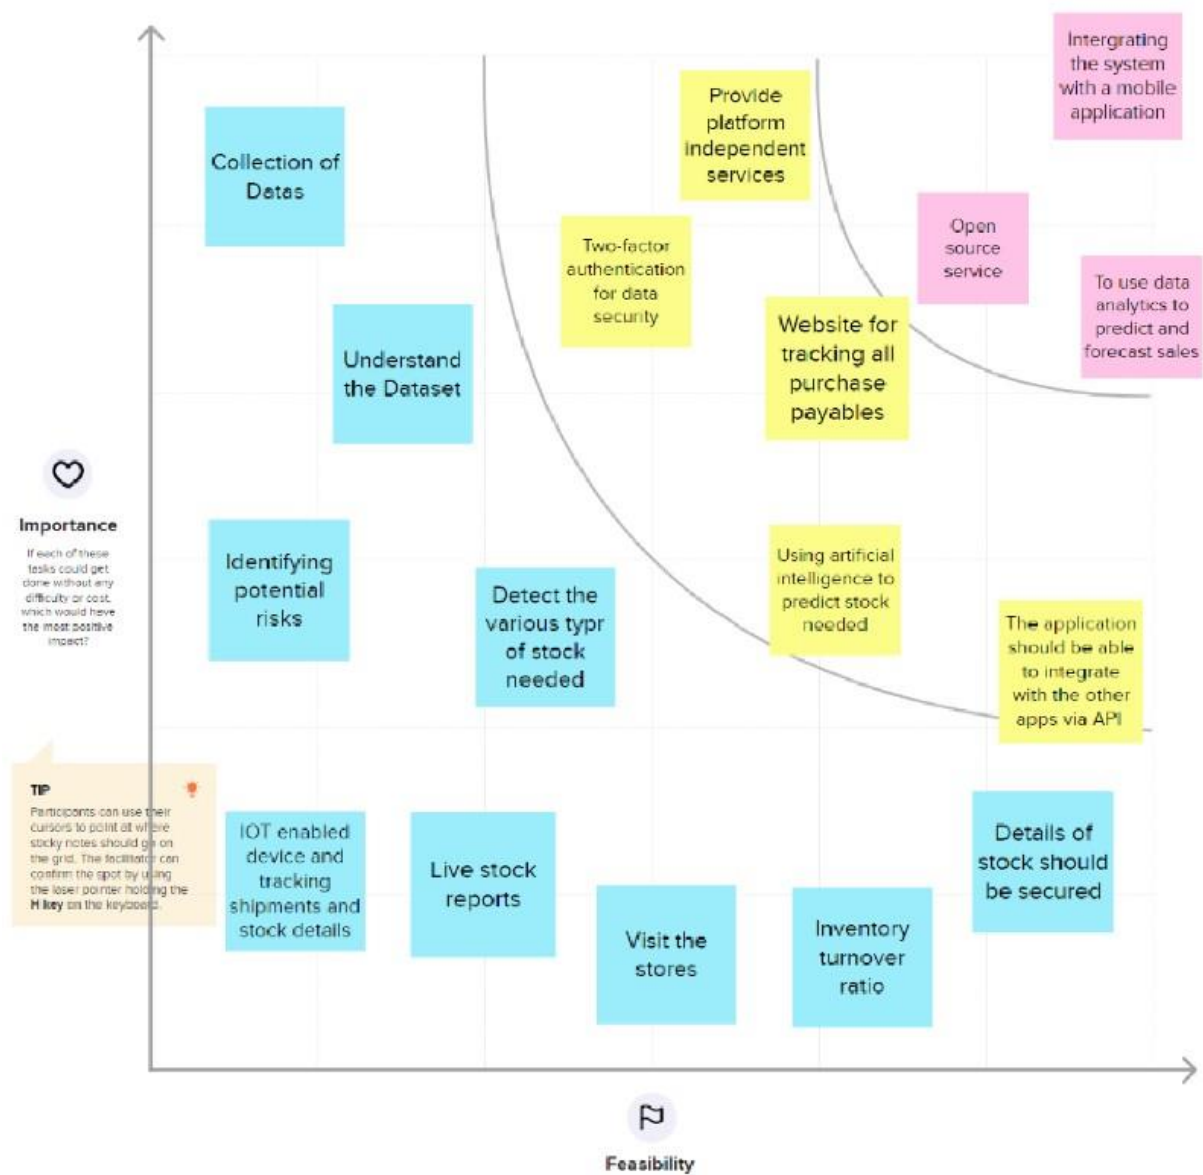 Intergrating
the system
with a mobile
application
Provide
platform
independent
services
Collection of
Datas
Two-factor
authentication
for data
security
Open
source
service
To use data
analytics to
predict and
forecast sales
Website for
tracking all
purchase
payables
Understand
the Dataset
Importance
If each of these
tasks could get
done without any
difficulty or cost,
which would have
the most positive
impact?
Identifying
potential
risks
Detect the
various typr
of stock
needed
Using artificial
intelligence to
predict stock
needed
The application
should be able
to integrate
with the other
apps via API
TIP
Participants can use their
cursors to point at where
sticky notes should go on
the grid. The facilitator can
confirm the spot by using
the laser pointer holding the
H key on the keyboard.
IOT enabled
device and
tracking
shipments and
stock details
Live stock
reports
Visit the
stores
Inventory
turnover
ratio
Details of
stock should
be secured
Feasibility